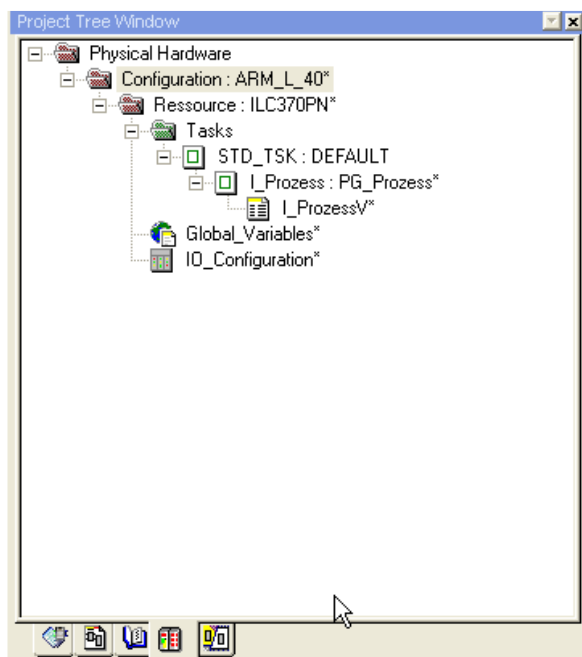 Project Tree Window
Physical Hardware
Configuration : ARM_L_40*
Ressource : ILC370PN*
Tasks
STD_TSK : DEFAULT
I_Prozess : PG_Prozess*
I_ProzessV*
Global_Variables*
IO_Configuration*